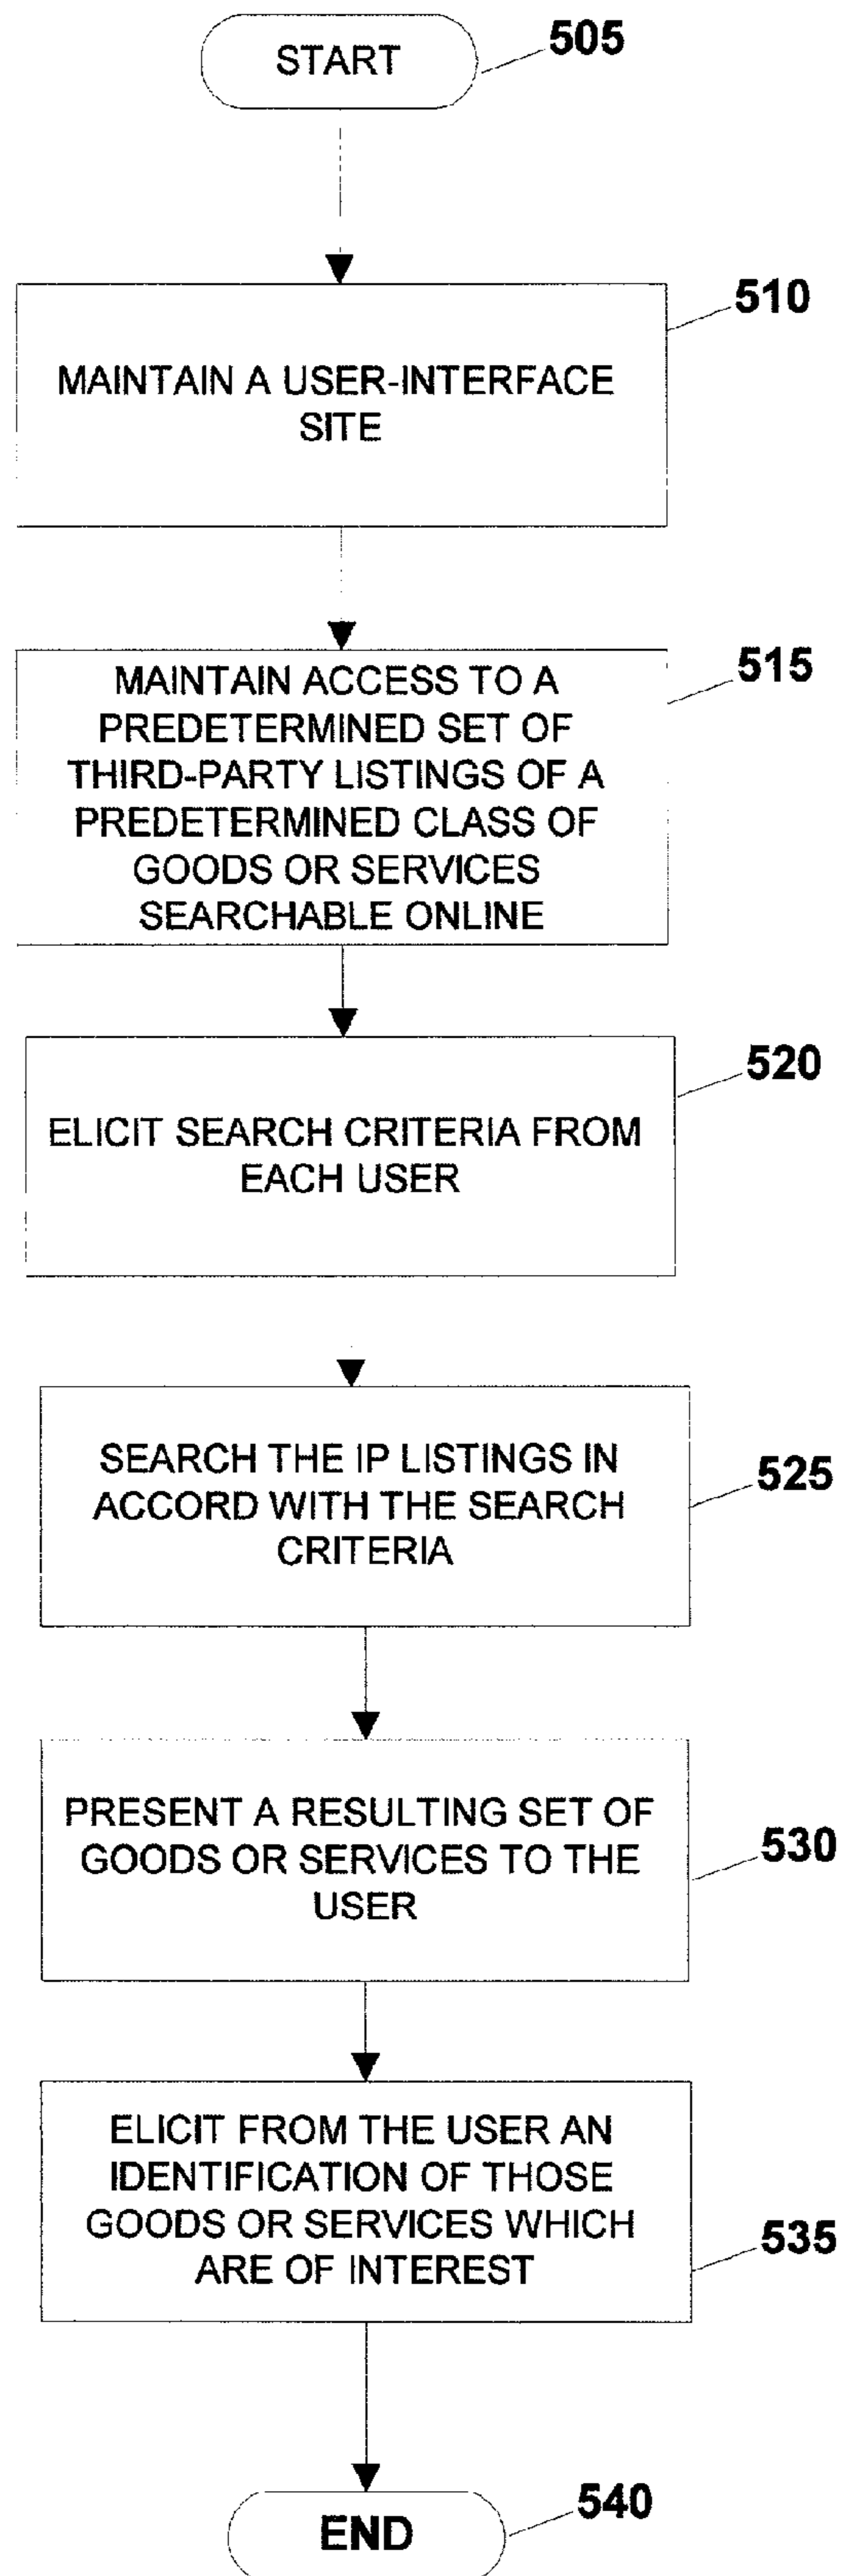 START
505
510
MAINTAIN A USER-INTERFACE
SITE
515
MAINTAIN ACCESS TO A
PREDETERMINED SET OF
THIRD-PARTY LISTINGS OF A
PREDETERMINED CLASS OF
GOODS OR SERVICES
SEARCHABLE ONLINE
520
ELICIT SEARCH CRITERIA FROM
EACH USER
SEARCH THE IP LISTINGS IN
ACCORD WITH THE SEARCH
CRITERIA
525
PRESENT A RESULTING SET OF
GOODS OR SERVICES TO THE
USER
530
ELICIT FROM THE USER AN
IDENTIFICATION OF THOSE
GOODS OR SERVICES WHICH
ARE OF INTEREST
535
END
540